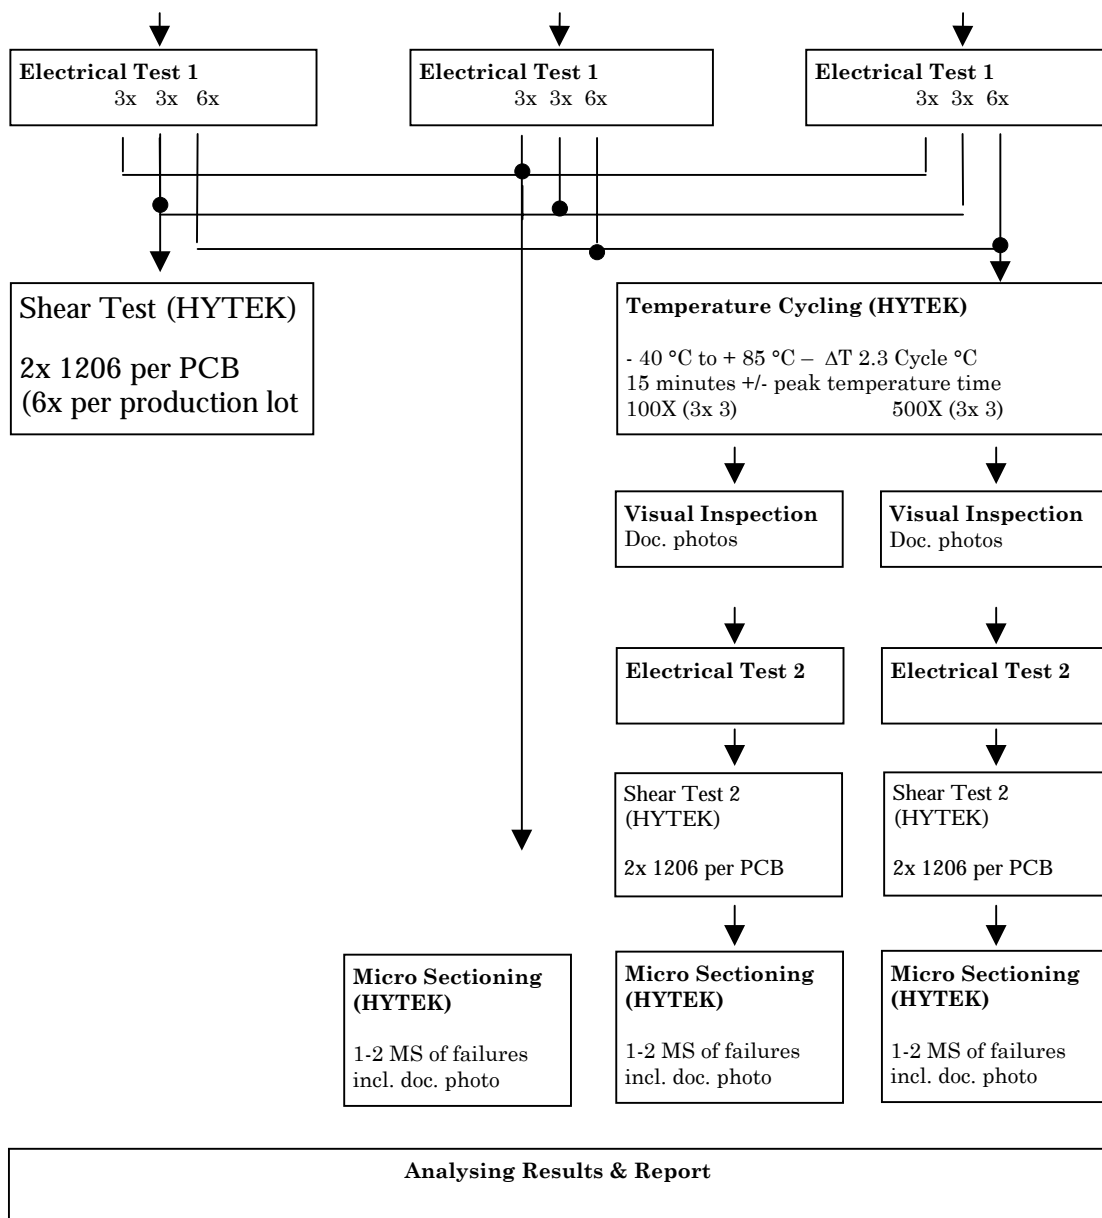 Electrical Test 1
3x 3x 6x
Electrical Test 1
3x 3x 6x
Electrical Test 1
3x 3x 6x
Shear Test (HYTEK)
2x 1206 per PCB
(6x per production lot
Temperature Cycling (HYTEK)
- 40 °C to + 85 °C – ΔT 2.3 Cycle °C
15 minutes +/- peak temperature time
100X (3x 3) 500X (3x 3)
Visual Inspection
Doc. photos
Visual Inspection
Doc. photos
Electrical Test 2
Electrical Test 2
Shear Test 2
(HYTEK)
2x 1206 per PCB
Shear Test 2
(HYTEK)
2x 1206 per PCB
Micro Sectioning
(HYTEK)
1-2 MS of failures
incl. doc. photo
Micro Sectioning
(HYTEK)
1-2 MS of failures
incl. doc. photo
Micro Sectioning
(HYTEK)
1-2 MS of failures
incl. doc. photo
Analysing Results & Report